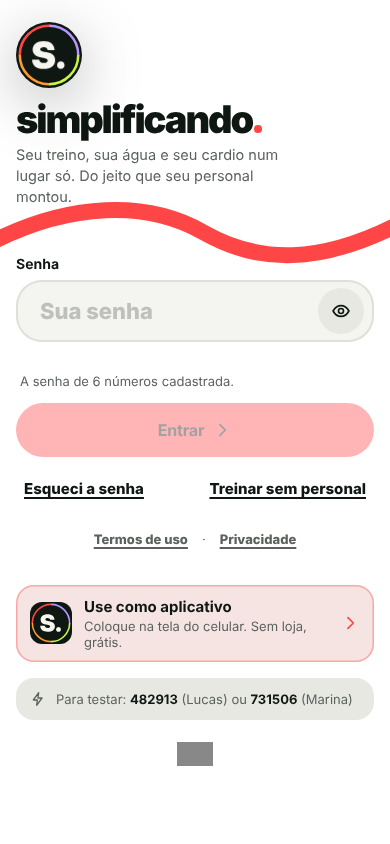 S.
simplificando.
Seu treino, sua água e seu cardio num
lugar só. Do jeito que seu personal
montou.
Senha
Sua senha
A senha de 6 números cadastrada.
Entrar
Esqueci a senha
Treinar sem personal
Termos de uso · Privacidade
S.
Use como aplicativo
Coloque na tela do celular. Sem loja,
grátis.
Para testar: 482913 (Lucas) ou 731506 (Marina)